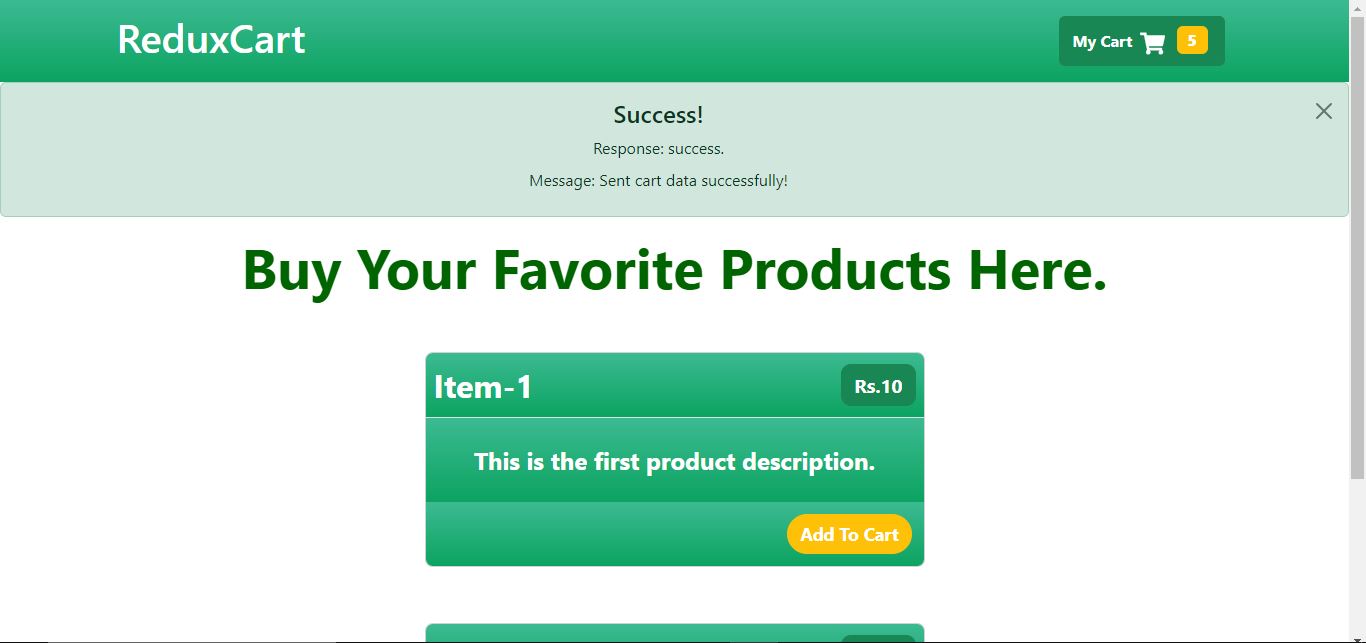 ReduxCart
My Cart 5
Success!
Response: success.
Message: Sent cart data successfully!
Buy Your Favorite Products Here.
Item-1
Rs.10
This is the first product description.
Add To Cart